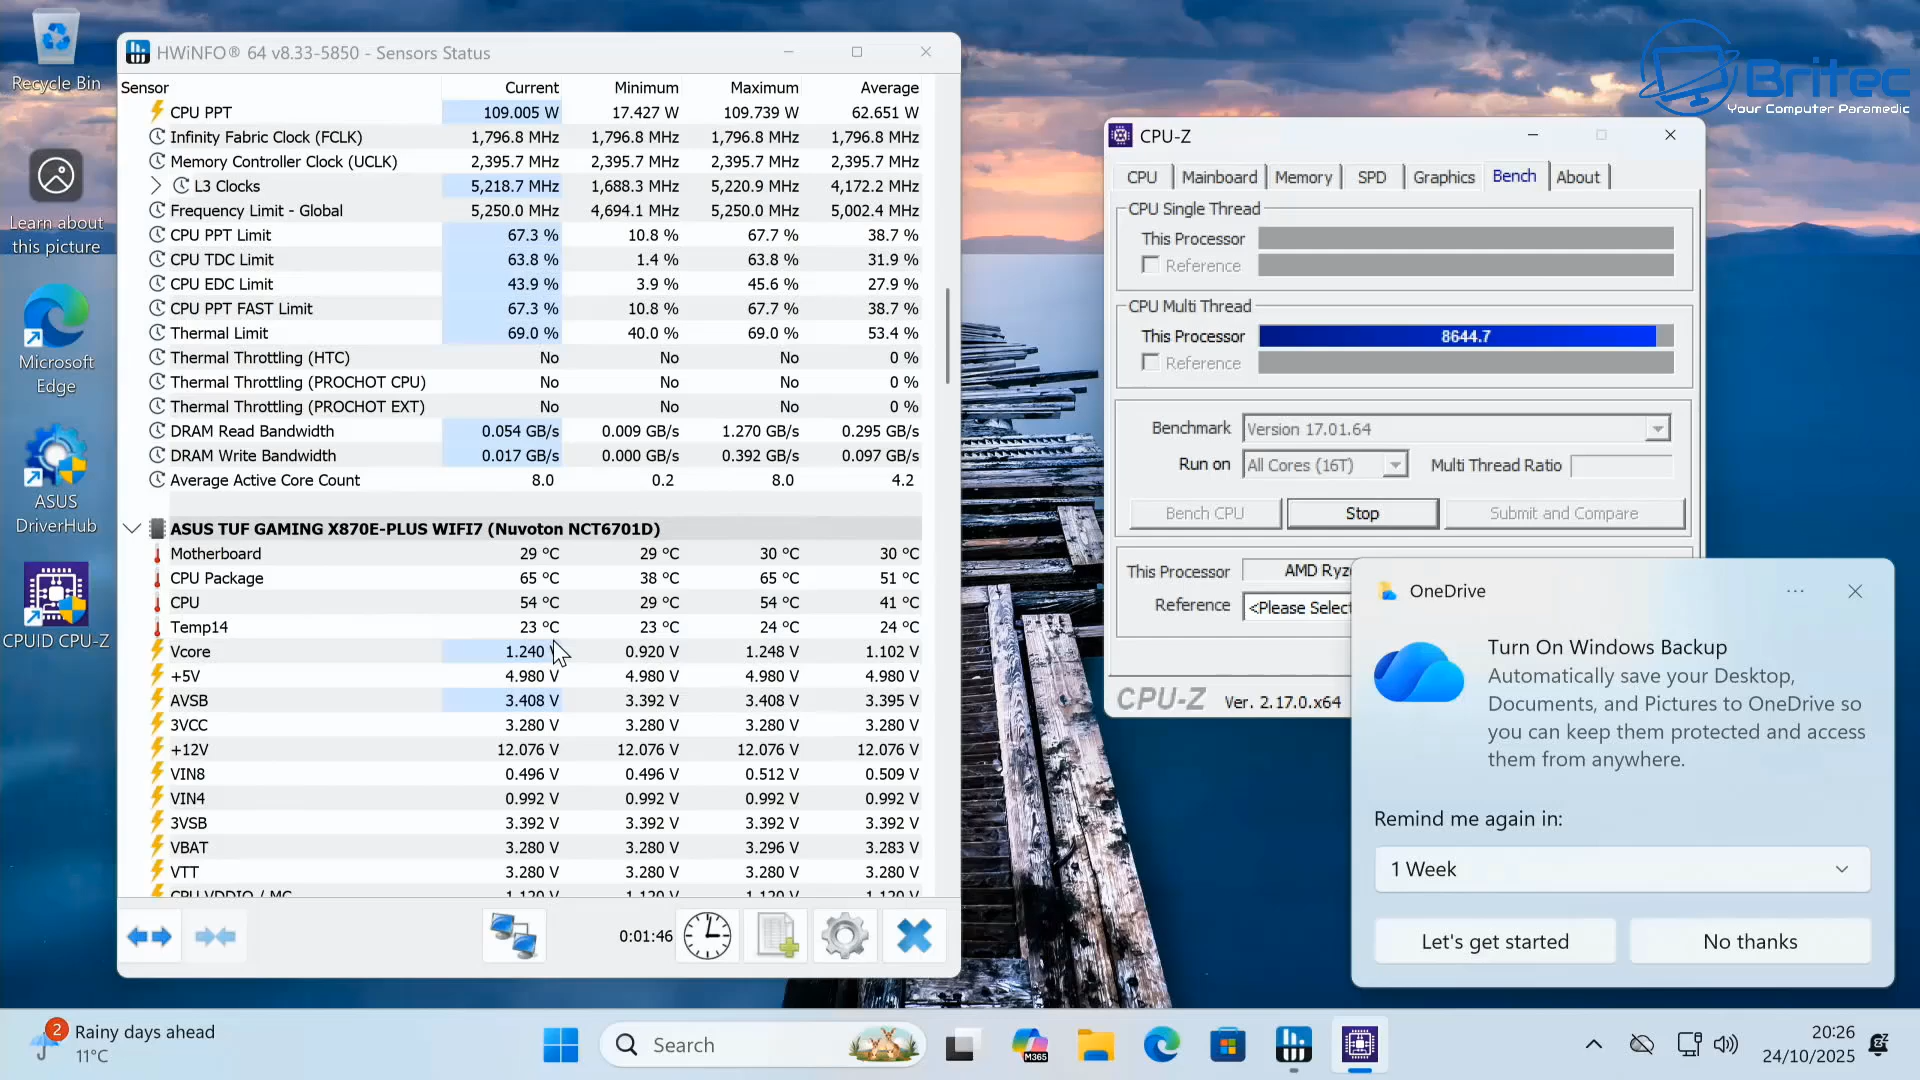 Recycle Bin
Learn about
this picture
Microsoft
Edge
ASUS
DriverHub
CPUID CPU-Z
HWiNFO® 64 v8.33-5850 - Sensors Status
Sensor Current Minimum Maximum Average
CPU PPT 109.005 W 17.427 W 109.739 W 62.651 W
Infinity Fabric Clock (FCLK) 1,796.8 MHz 1,796.8 MHz 1,796.8 MHz 1,796.8 MHz
Memory Controller Clock (UCLK) 2,395.7 MHz 2,395.7 MHz 2,395.7 MHz 2,395.7 MHz
L3 Clocks 5,218.7 MHz 1,688.3 MHz 5,220.9 MHz 4,172.2 MHz
Frequency Limit - Global 5,250.0 MHz 4,694.1 MHz 5,250.0 MHz 5,002.4 MHz
CPU PPT Limit 67.3 % 10.8 % 67.7 % 38.7 %
CPU TDC Limit 63.8 % 1.4 % 63.8 % 31.9 %
CPU EDC Limit 43.9 % 3.9 % 45.6 % 27.9 %
CPU PPT FAST Limit 67.3 % 10.8 % 67.7 % 38.7 %
Thermal Limit 69.0 % 40.0 % 69.0 % 53.4 %
Thermal Throttling (HTC) No No No 0 %
Thermal Throttling (PROCHOT CPU) No No No 0 %
Thermal Throttling (PROCHOT EXT) No No No 0 %
DRAM Read Bandwidth 0.054 GB/s 0.009 GB/s 1.270 GB/s 0.295 GB/s
DRAM Write Bandwidth 0.017 GB/s 0.000 GB/s 0.392 GB/s 0.097 GB/s
Average Active Core Count 8.0 0.2 8.0 4.2
ASUS TUF GAMING X870E-PLUS WIFI7 (Nuvoton NCT6701D)
Motherboard 29 °C 29 °C 30 °C 30 °C
CPU Package 65 °C 38 °C 65 °C 51 °C
CPU 54 °C 29 °C 54 °C 41 °C
Temp14 23 °C 23 °C 24 °C 24 °C
Vcore 1.240 V 0.920 V 1.248 V 1.102 V
+5V 4.980 V 4.980 V 4.980 V 4.980 V
AVSB 3.408 V 3.392 V 3.408 V 3.395 V
3VCC 3.280 V 3.280 V 3.280 V 3.280 V
+12V 12.076 V 12.076 V 12.076 V 12.076 V
VIN8 0.496 V 0.496 V 0.512 V 0.509 V
VIN4 0.992 V 0.992 V 0.992 V 0.992 V
3VSB 3.392 V 3.392 V 3.392 V 3.392 V
VBAT 3.280 V 3.280 V 3.296 V 3.283 V
VTT 3.280 V 3.280 V 3.280 V 3.280 V
CPU VDDIO / MC 1.120 V 1.120 V 1.120 V 1.120 V
0:01:46
Britec
Your Computer Paramedic
CPU-Z
CPU Mainboard Memory SPD Graphics Bench About
CPU Single Thread
This Processor
Reference
CPU Multi Thread
This Processor 8644.7
Reference
Benchmark Version 17.01.64
Run on All Cores (16T) Multi Thread Ratio
Bench CPU Stop Submit and Compare
This Processor AMD Ryz
Reference <Please Select
CPU-Z Ver. 2.17.0.x64
OneDrive
Turn On Windows Backup
Automatically save your Desktop,
Documents, and Pictures to OneDrive so
you can keep them protected and access
them from anywhere.
Remind me again in:
1 Week
Let's get started No thanks
2 Rainy days ahead
11°C
Search
M365
20:26
24/10/2025